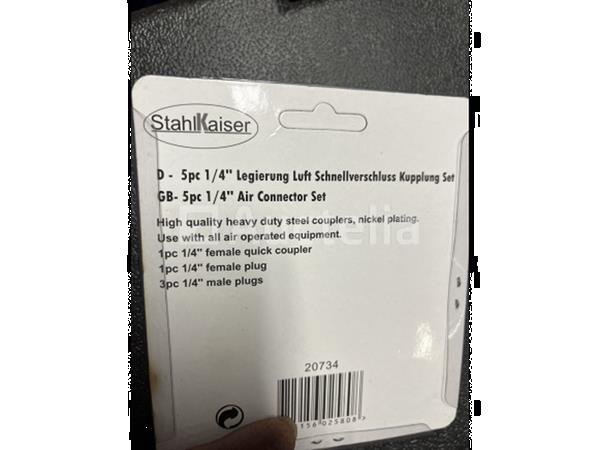 StahlKaiser
D - 5pc 1/4" Legierung Luft Schnellverschluss Kupplung Set
GB- 5pc 1/4" Air Connector Set
High quality heavy duty steel couplers, nickel plating.
Use with all air operated equipment.
1pc 1/4" female quick coupler
1pc 1/4" female plug
3pc 1/4" male plugs
20734
156025808